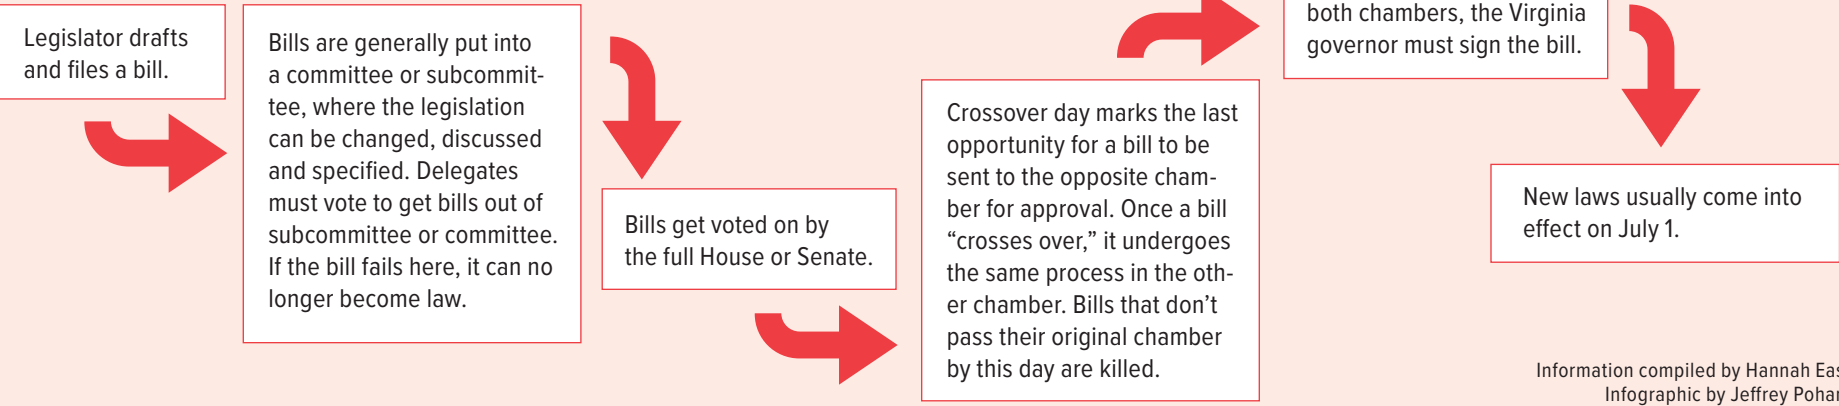 Legislator drafts
and files a bill.
Bills are generally put into
a committee or subcommit-
tee, where the legislation
can be changed, discussed
and specified. Delegates
must vote to get bills out of
subcommittee or committee.
If the bill fails here, it can no
longer become law.
Bills get voted on by
the full House or Senate.
Crossover day marks the last
opportunity for a bill to be
sent to the opposite cham-
ber for approval. Once a bill
“crosses over,” it undergoes
the same process in the oth-
er chamber. Bills that don’t
pass their original chamber
by this day are killed.
both chambers, the Virginia
governor must sign the bill.
New laws usually come into
effect on July 1.
Information compiled by Hannah Eas
Infographic by Jeffrey Pohar